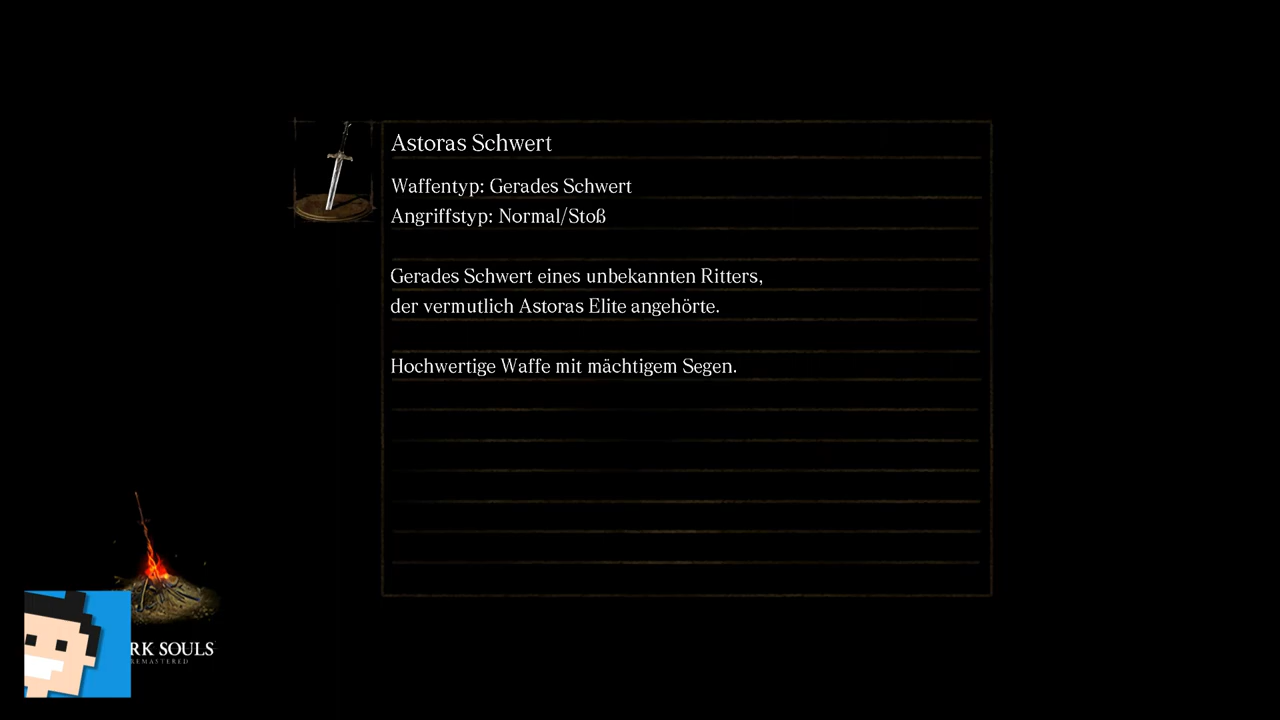 Astoras Schwert
Waffentyp: Gerades Schwert
Angriffstyp: Normal/Stoß
Gerades Schwert eines unbekannten Ritters,
der vermutlich Astoras Elite angehörte.
Hochwertige Waffe mit mächtigem Segen.
RK SOULS
REMASTERED